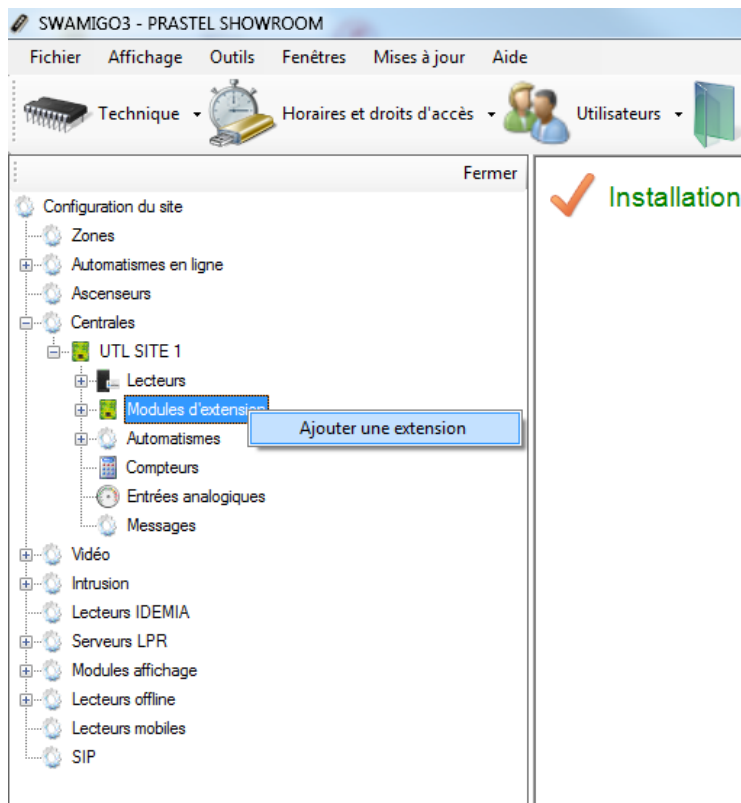 SWAMIGO3 - PRASTEL SHOWROOM
Fichier Affichage Outils Fenêtres Mises à jour Aide
Technique Horaires et droits d'accès Utilisateurs
Fermer
Configuration du site
Zones
Automatismes en ligne
Ascenseurs
Centrales
UTL SITE 1
Lecteurs
Modules d'extension
Ajouter une extension
Automatismes
Compteurs
Entrées analogiques
Messages
Vidéo
Intrusion
Lecteurs IDEMIA
Serveurs LPR
Modules affichage
Lecteurs offline
Lecteurs mobiles
SIP
Installation